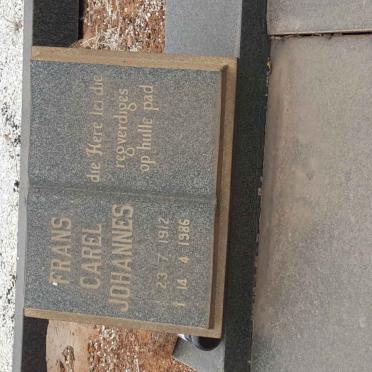 FRANS
CAREL
JOHANNES
23 · 7 · 1912
† 14 · 4 · 1986
die Here lei die
regverdiges
op hulle pad